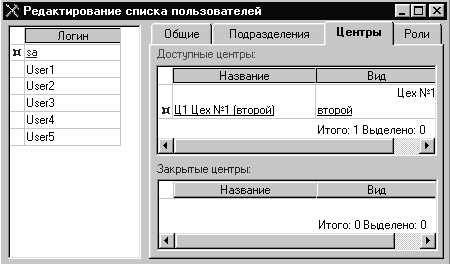 Редактирование списка пользователей
Логин
sa
User1
User2
User3
User4
User5
Общие Подразделения Центры Роли
Доступные центры:
Название Вид
Цех №1
Ц1 Цех №1 (второй) второй
Итого: 1 Выделено: 0
Закрытые центры:
Название Вид
Итого: 0 Выделено: 0